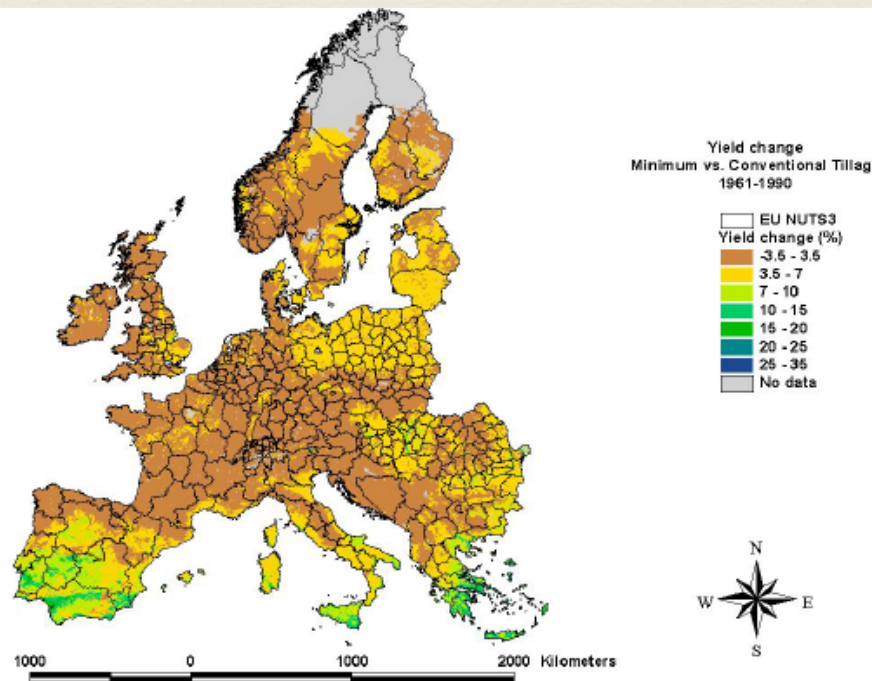 Yield change
Minimum vs. Conventional Tillag
1961-1990
EU NUTS3
Yield change (%)
-3.5 - 3.5
3.5 - 7
7 - 10
10 - 15
15 - 20
20 - 25
25 - 35
No data
N
W E
S
1000 0 1000 2000 Kilometers